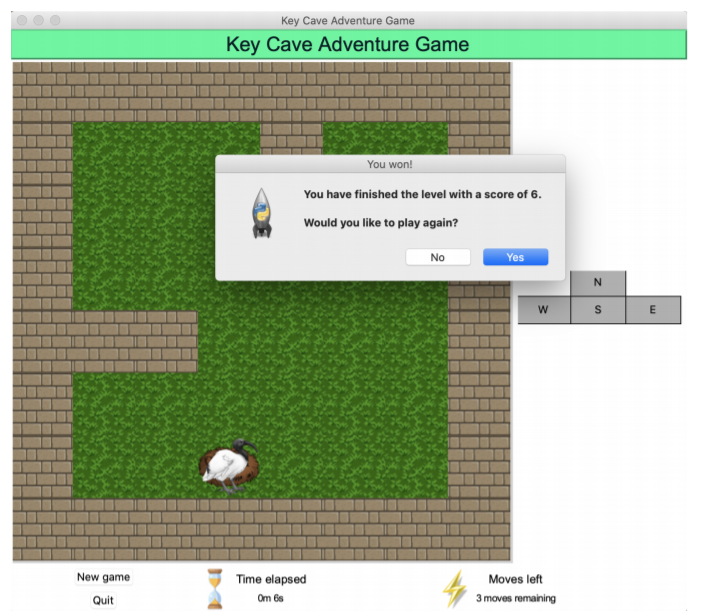 Key Cave Adventure Game
Key Cave Adventure Game
You won!
You have finished the level with a score of 6.
Would you like to play again?
No
Yes
N
W
S
E
New game
Quit
Time elapsed
0m 6s
Moves left
3 moves remaining